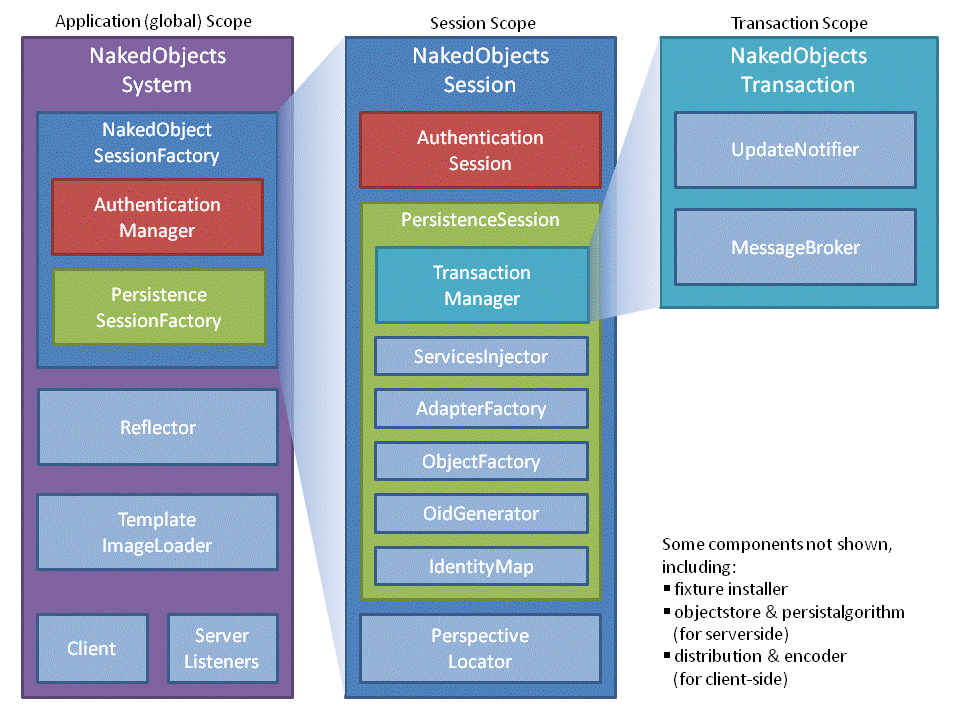 Application (global) Scope
NakedObjects
System
NakedObject
SessionFactory
Authentication
Manager
Persistence
SessionFactory
Reflector
Template
ImageLoader
Client
Server
Listeners
Session Scope
NakedObjects
Session
Authentication
Session
PersistenceSession
Transaction
Manager
ServicesInjector
AdapterFactory
ObjectFactory
OidGenerator
IdentityMap
Perspective
Locator
Transaction Scope
NakedObjects
Transaction
UpdateNotifier
MessageBroker
Some components not shown,
including:
▪ fixture installer
▪ objectstore & persistalgorithm
(for serverside)
▪ distribution & encoder
(for client-side)